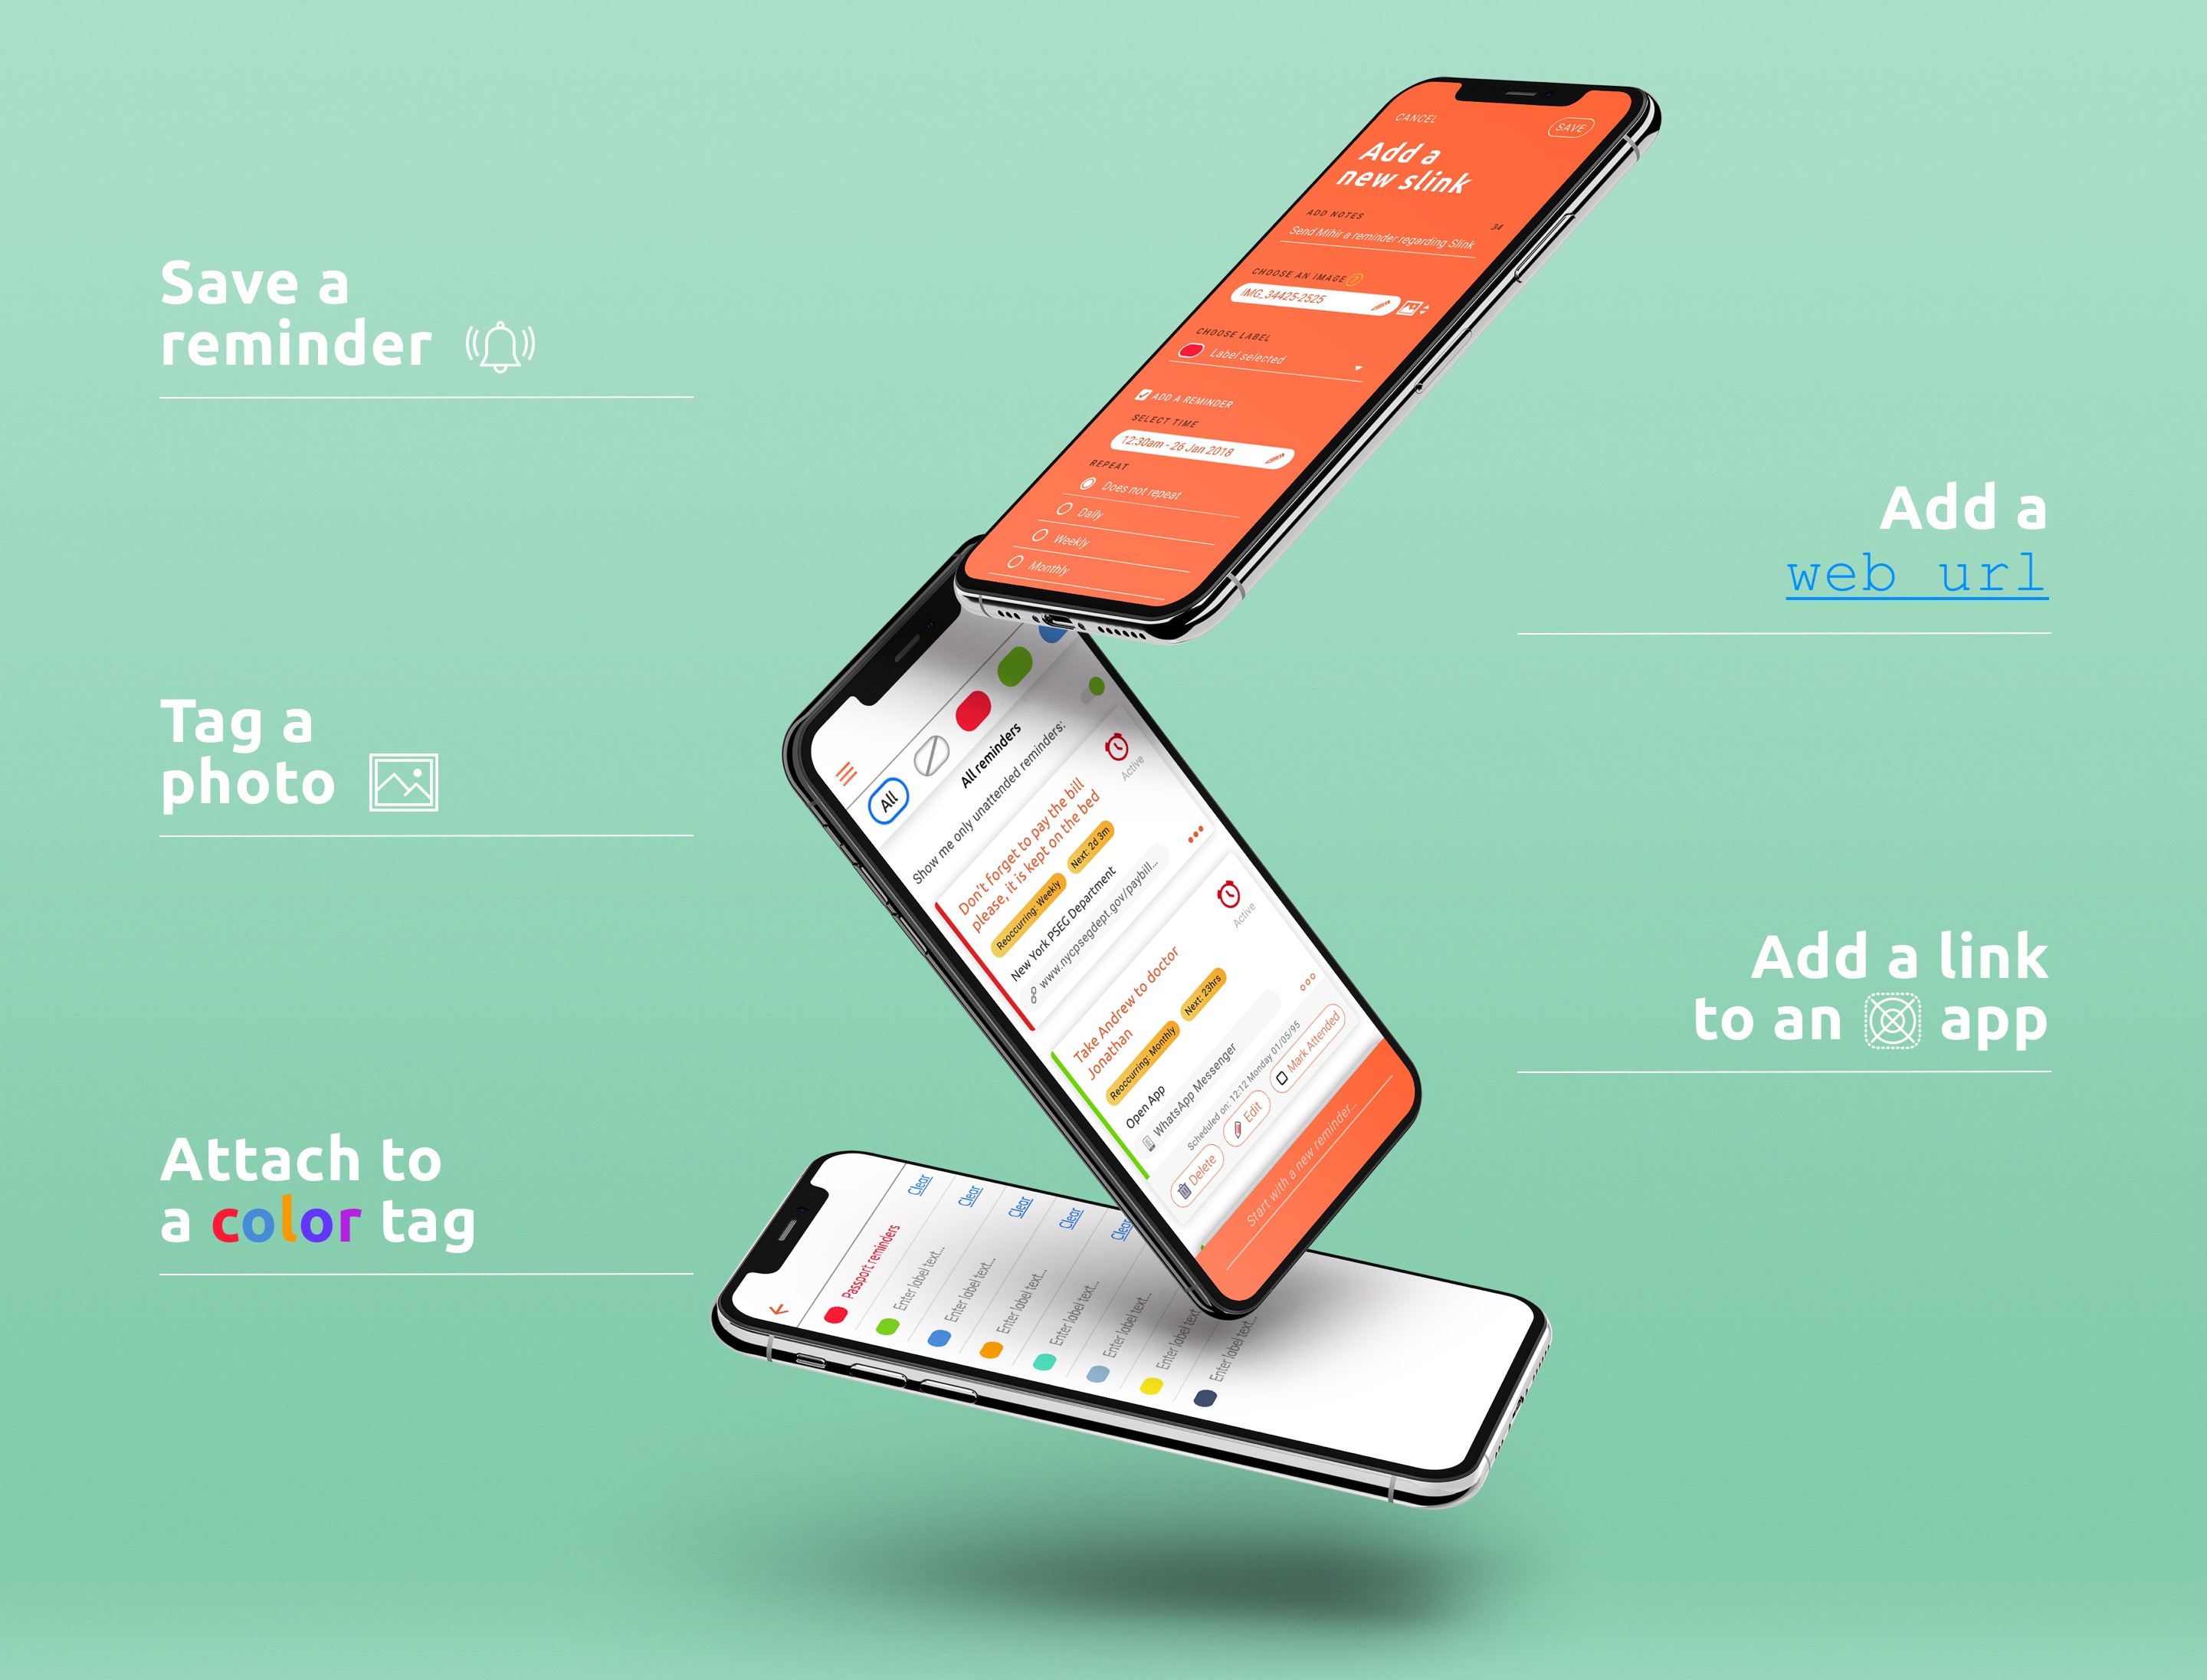 Save a
reminder
Tag a
photo
Attach to
a color tag
CANCEL
SAVE
Add a
new slink
ADD NOTES
34
Send Mihir a reminder regarding Slink
CHOOSE AN IMAGE ?
IMG_34425-2525
CHOOSE LABEL
Label selected
ADD A REMINDER
SELECT TIME
12:30am - 26 Jan 2018
REPEAT
Does not repeat
Daily
Weekly
Monthly
All
All reminders
Show me only unattended reminders:
Don't forget to pay the bill
please, it is kept on the bed
Active
Reoccurring: Weekly
Next: 2d 3m
New York PSEG Department
www.nycpsegdept.gov/paybill...
Take Andrew to doctor
Jonathan
Active
Reoccurring: Monthly
Next: 23hrs
Open App
WhatsApp Messenger
Scheduled on: 12:12 Monday 01/05/95
Delete
Edit
Mark Attended
Start with a new reminder...
Passport reminders
Clear
Enter label text...
Clear
Enter label text...
Clear
Enter label text...
Clear
Enter label text...
Clear
Enter label text...
Enter label text...
Enter label text...
Add a
web url
Add a link
to an app